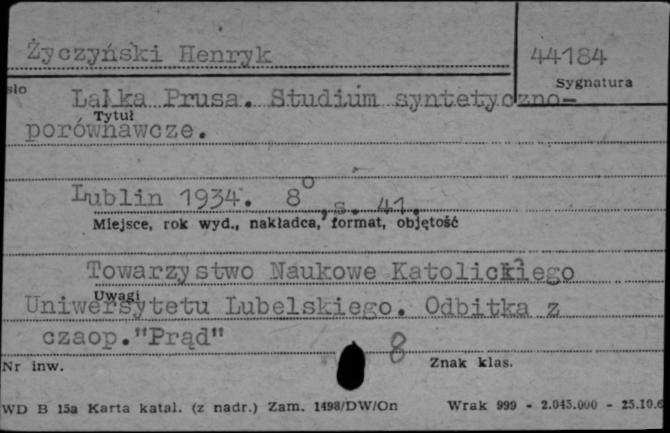 Życzyński Henryk
44184
Sygnatura
sło
Lalka Prusa. Studium syntetyczno-
Tytuł
porównawcze.
Lublin 1934. 8°, s. 41.
Miejsce, rok wyd., nakładca, format, objętość
Towarzystwo Naukowe Katolickiego
Uwagi
Uniwersytetu Lubelskiego. Odbitka z
czaop."Prąd"
8
Nr inw.
Znak klas.
WD B 15a Karta katal. (z nadr.) Zam. 1498/DW/On Wrak 999 - 2.045.000 - 25.10.6